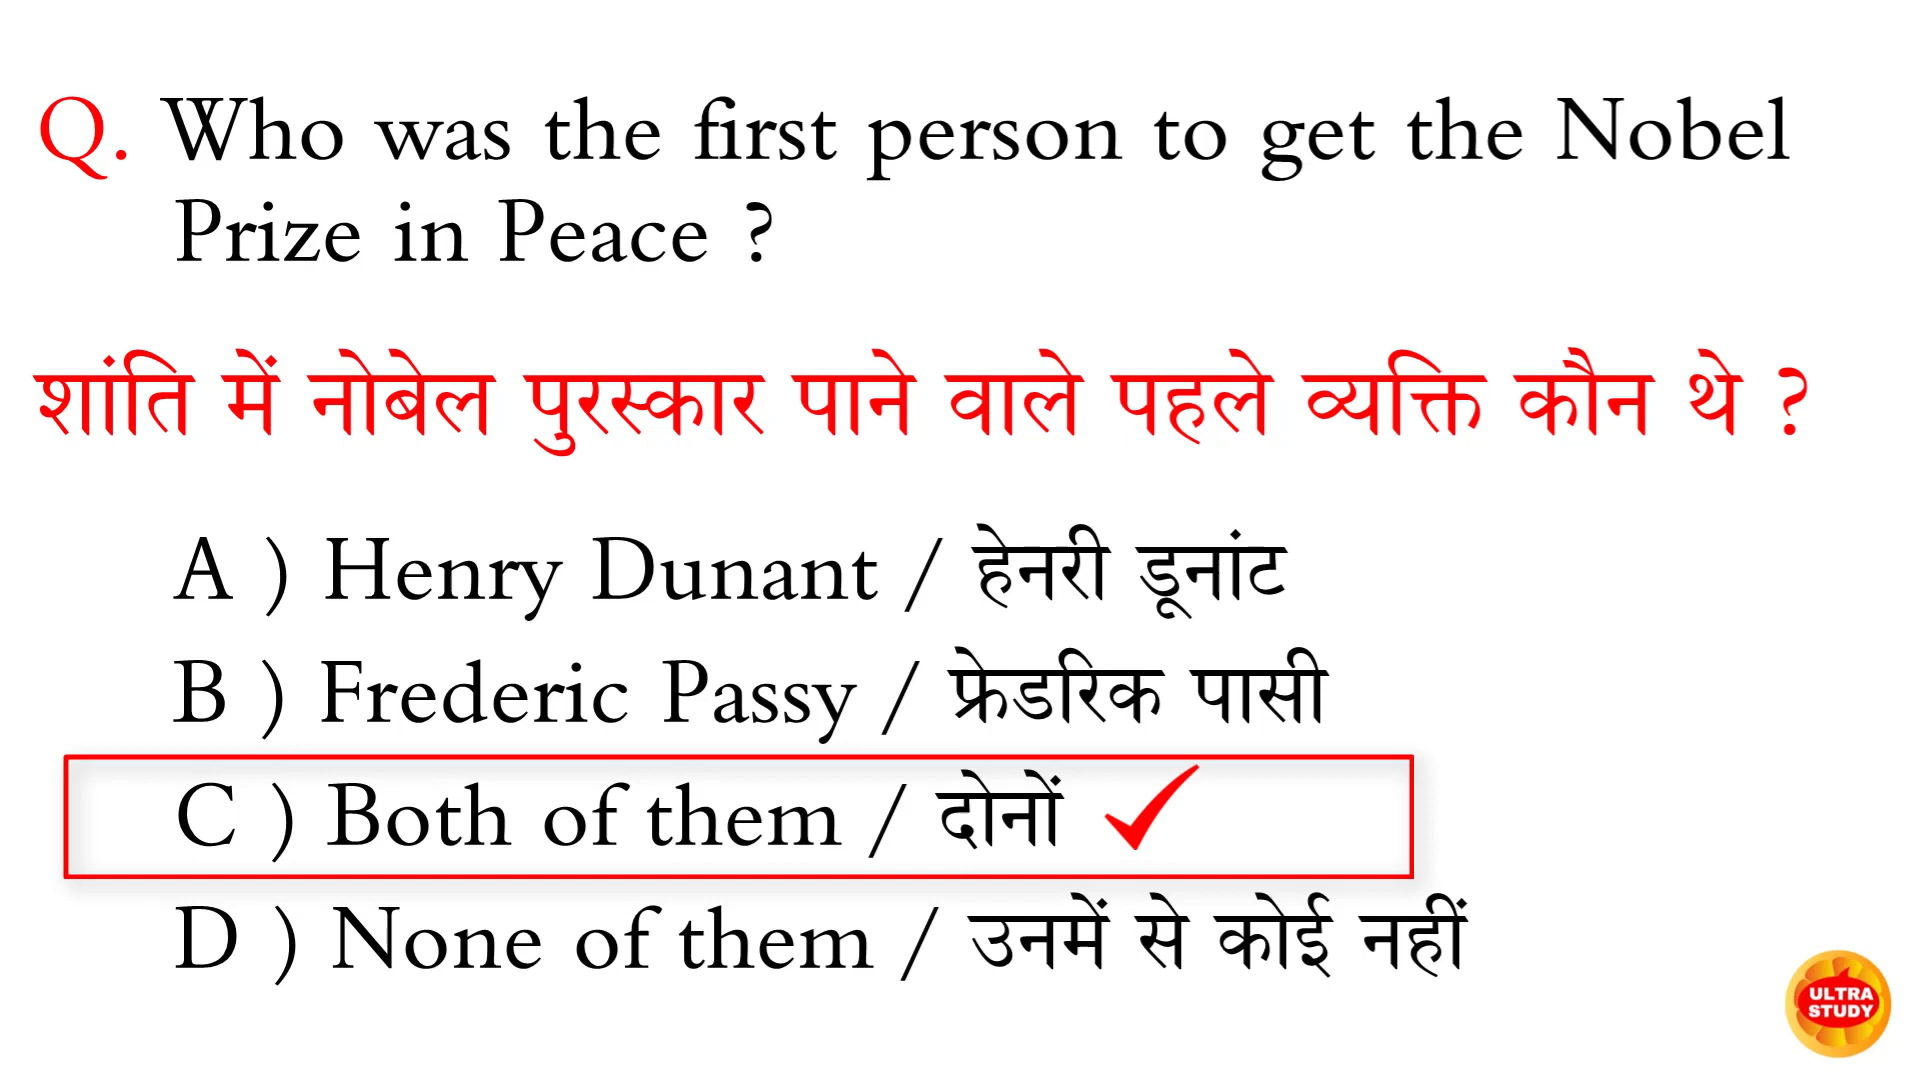 Q. Who was the first person to get the Nobel
Prize in Peace ?
शांति में नोबेल पुरस्कार पाने वाले पहले व्यक्ति कौन थे ?
A ) Henry Dunant / हेनरी डूनांट
B ) Frederic Passy / फ्रेडरिक पासी
C ) Both of them / दोनों
D ) None of them / उनमें से कोई नहीं
ULTRA
STUDY